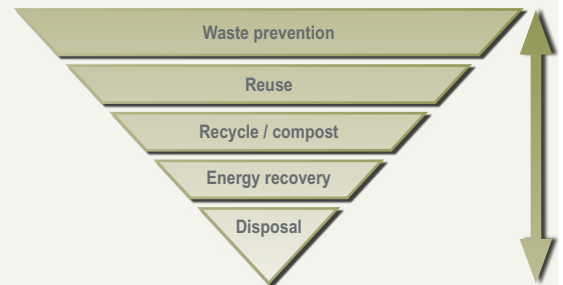 Waste prevention
Reuse
Recycle / compost
Energy recovery
Disposal